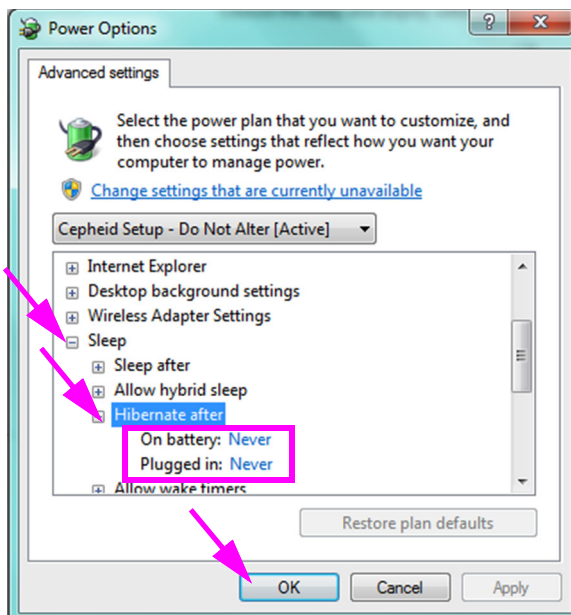 Power Options
Advanced settings
Select the power plan that you want to customize, and
then choose settings that reflect how you want your
computer to manage power.
Change settings that are currently unavailable
Cepheid Setup - Do Not Alter [Active]
Internet Explorer
Desktop background settings
Wireless Adapter Settings
Sleep
Sleep after
Allow hybrid sleep
Hibernate after
On battery: Never
Plugged in: Never
Allow wake timers
Restore plan defaults
OK Cancel Apply